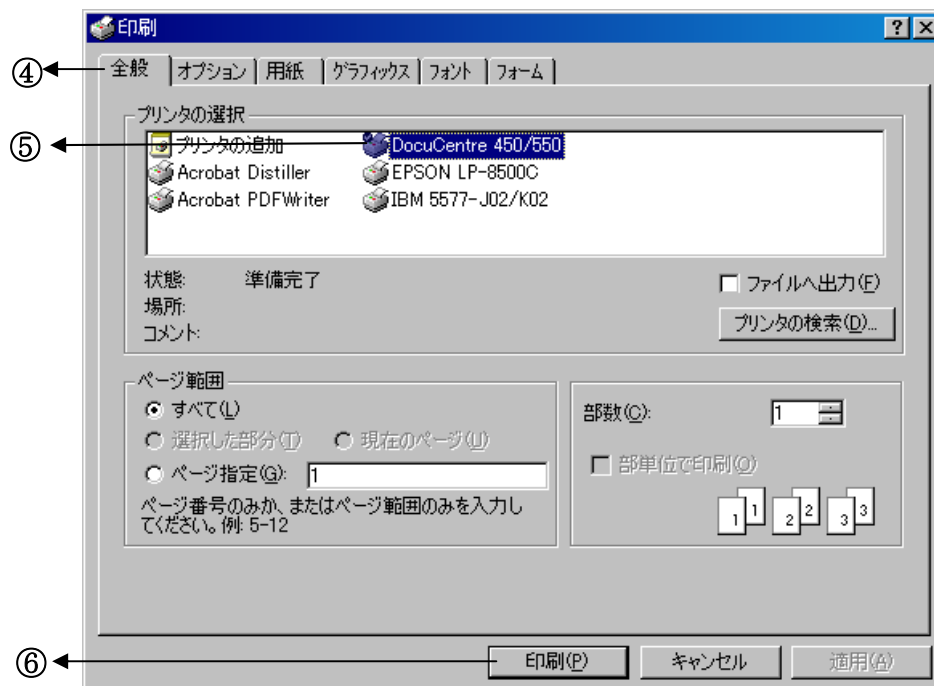 印刷
④ 全般 オプション 用紙 グラフィックス フォント フォーム
プリンタの選択
⑤ プリンタの追加 DocuCentre 450/550
Acrobat Distiller EPSON LP-8500C
Acrobat PDFWriter IBM 5577-J02/K02
状態: 準備完了
ファイルへ出力(F)
場所:
コメント:
プリンタの検索(D)...
ページ範囲
すべて(L)
選択した部分(T) 現在のページ(U)
ページ指定(G): 1
ページ番号のみか、またはページ範囲のみを入力し
てください。例: 5-12
部数(C): 1
部単位で印刷(O)
1 1 2 2 3 3
⑥ 印刷(P) キャンセル 適用(A)